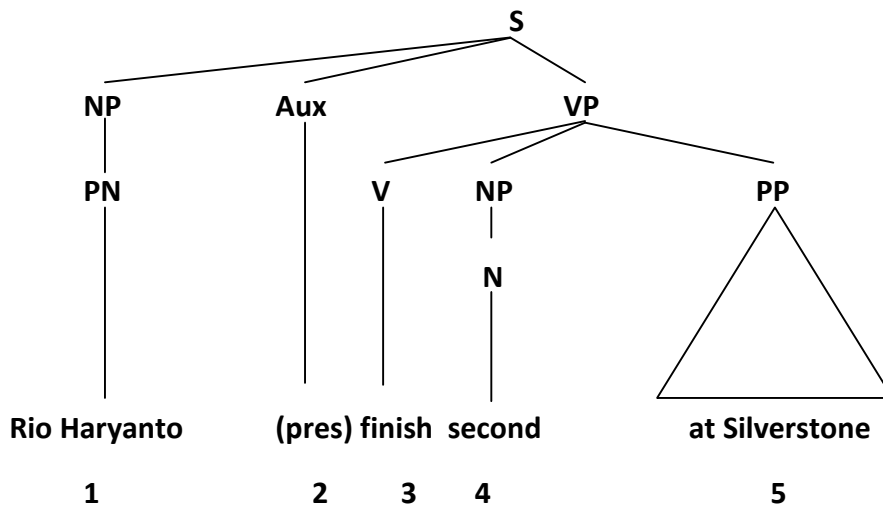 S
NP Aux VP
PN V NP PP
N
Rio Haryanto (pres) finish second at Silverstone
1 2 3 4 5